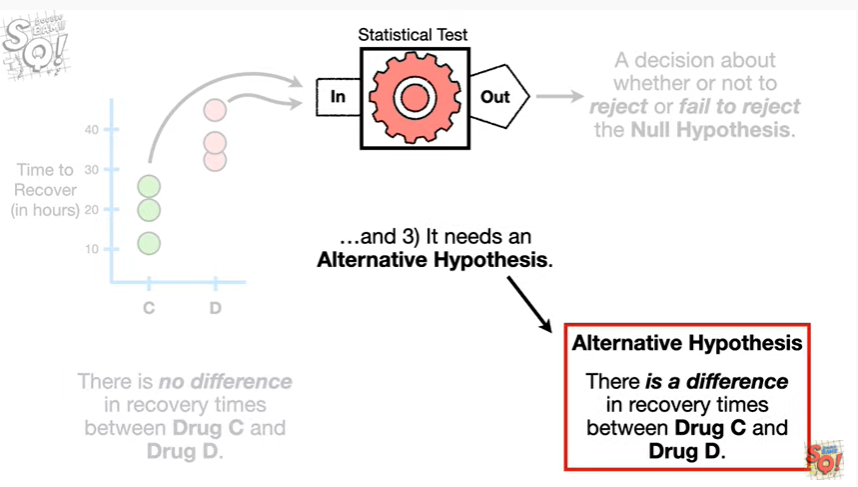 STATQUEST!!!
SQ!
Statistical Test
In
Out
A decision about
whether or not to
reject or fail to reject
the Null Hypothesis.
Time to
Recover
(in hours)
40
30
20
10
C
D
...and 3) It needs an
Alternative Hypothesis.
There is no difference
in recovery times
between Drug C and
Drug D.
Alternative Hypothesis
There is a difference
in recovery times
between Drug C and
Drug D.
SQ!